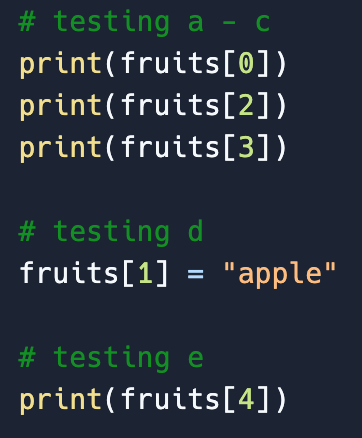 # testing a - c
print(fruits[0])
print(fruits[2])
print(fruits[3])
# testing d
fruits[1] = "apple"
# testing e
print(fruits[4])